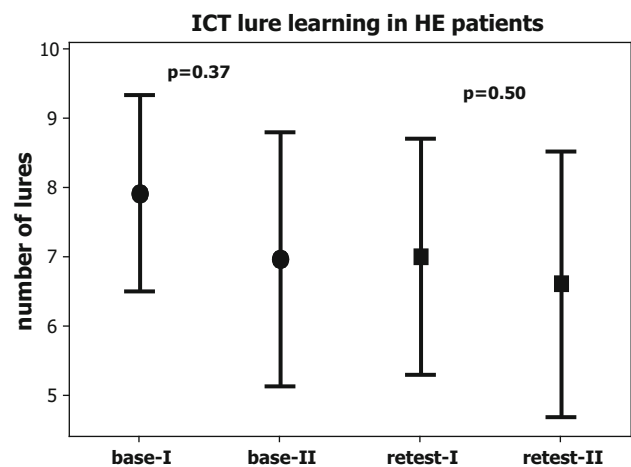 ICT lure learning in HE patients
10
p=0.37
p=0.50
9
8
7
6
5
number of lures
base-I base-II retest-I retest-II